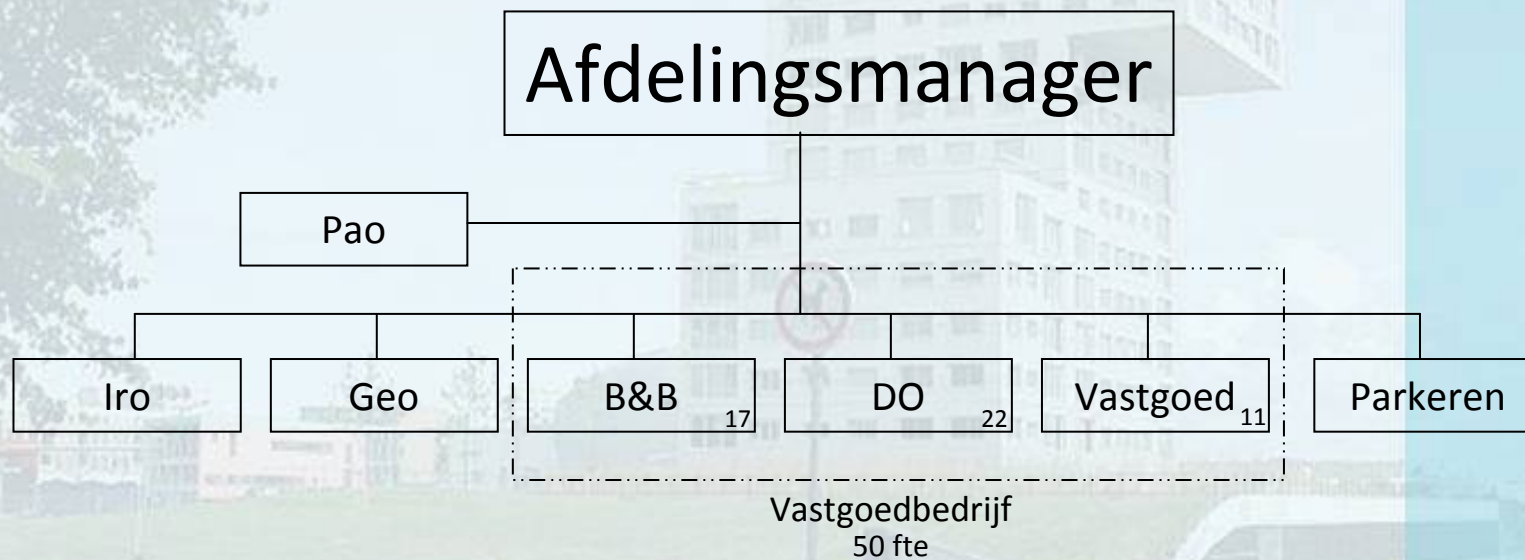 Afdelingsmanager
Pao
Iro
Geo
B&B 17
DO 22
Vastgoed 11
Parkeren
Vastgoedbedrijf
50 fte